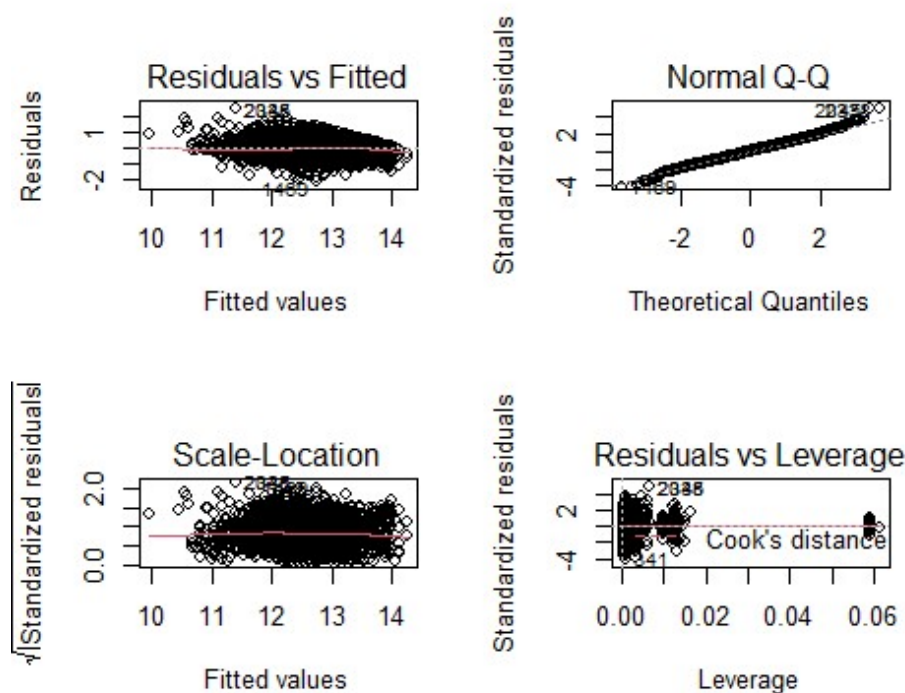 Residuals vs Fitted
Residuals
1
-2
10 11 12 13 14
Fitted values
Normal Q-Q
Standardized residuals
2
-4
-2 0 2
Theoretical Quantiles
Scale-Location
√|Standardized residuals|
2.0
0.0
10 11 12 13 14
Fitted values
Residuals vs Leverage
Standardized residuals
2
-4
Cook's distance
0.00 0.02 0.04 0.06
Leverage